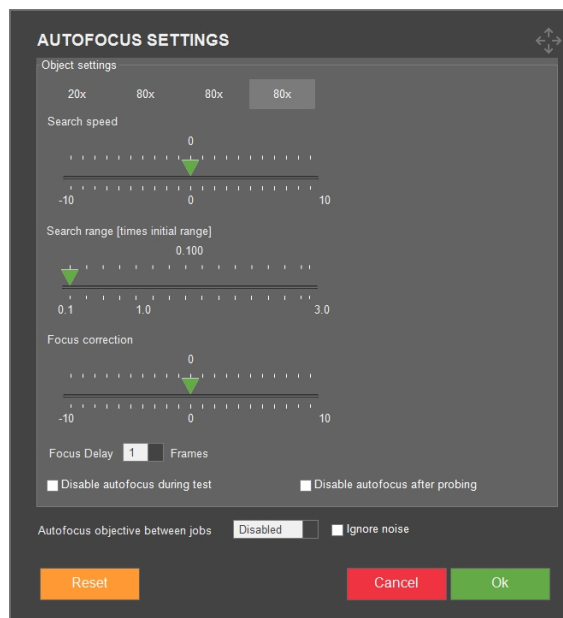 AUTOFOCUS SETTINGS
Object settings
20x 80x 80x 80x
Search speed
0
-10 0 10
Search range [times initial range]
0.100
0.1 1.0 3.0
Focus correction
0
-10 0 10
Focus Delay 1 Frames
Disable autofocus during test Disable autofocus after probing
Autofocus objective between jobs Disabled Ignore noise
Reset Cancel Ok